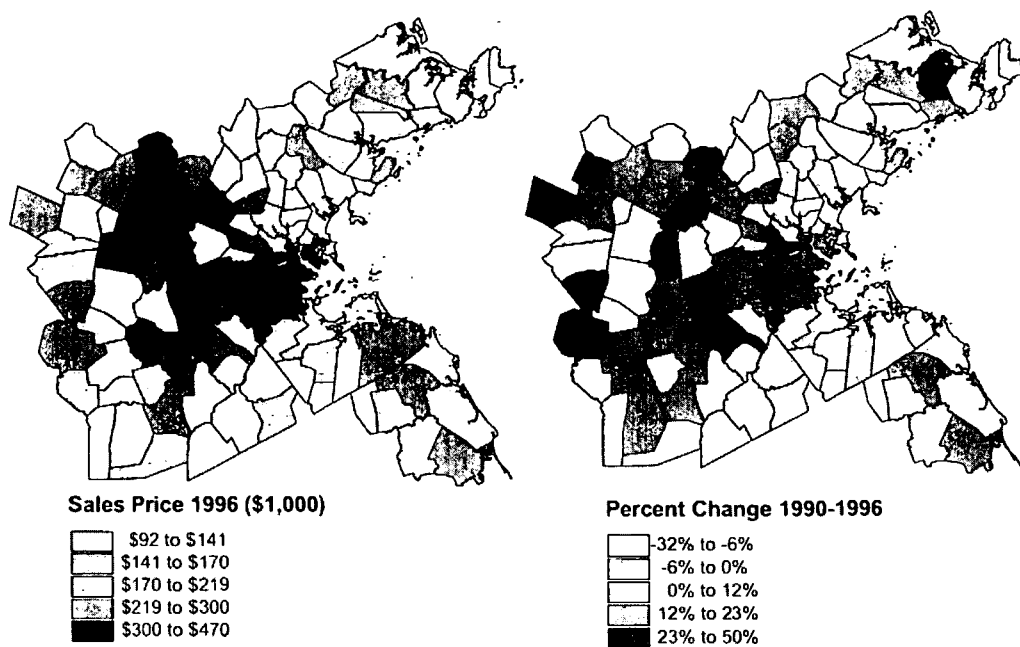 Sales Price 1996 ($1,000)
$92 to $141
$141 to $170
$170 to $219
$219 to $300
$300 to $470
Percent Change 1990-1996
-32% to -6%
-6% to 0%
0% to 12%
12% to 23%
23% to 50%